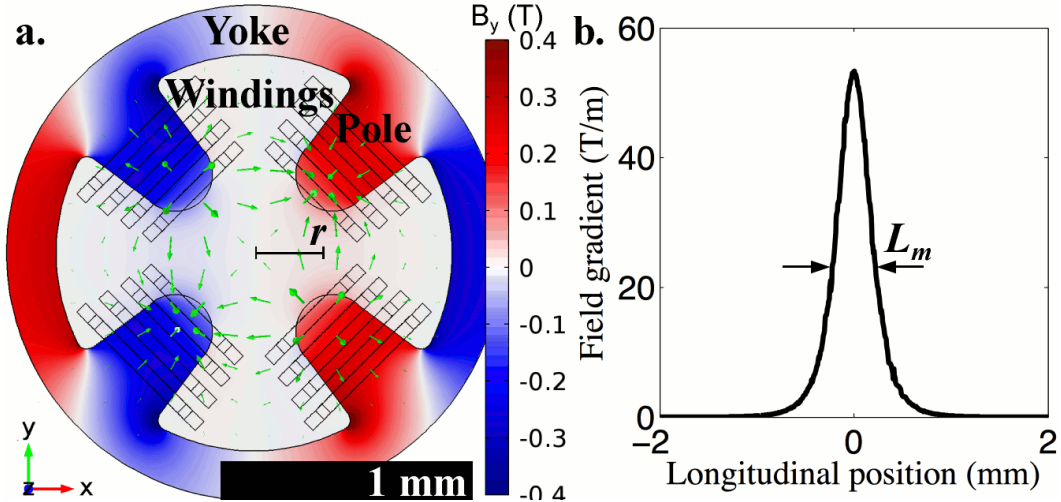 a.
Yoke
Windings
Pole
r
y
z
x
1 mm
B_y (T)
0.4
0.3
0.2
0.1
0
-0.1
-0.2
-0.3
-0.4
b.
Field gradient (T/m)
60
40
20
0
L_m
-2
0
2
Longitudinal position (mm)